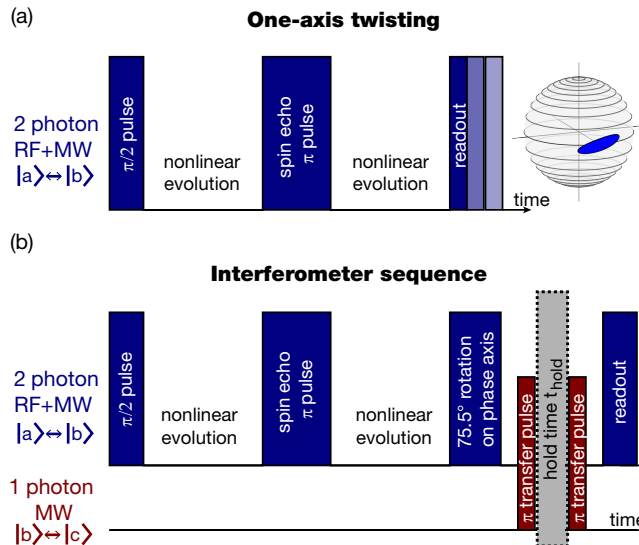 (a)
One-axis twisting
2 photon
RF+MW
|a⟩↔|b⟩
π/2 pulse
nonlinear
evolution
spin echo
π pulse
nonlinear
evolution
readout
time
(b)
Interferometer sequence
2 photon
RF+MW
|a⟩↔|b⟩
π/2 pulse
nonlinear
evolution
spin echo
π pulse
nonlinear
evolution
75.5° rotation
on phase axis
π transfer pulse
hold time t_hold
π transfer pulse
readout
1 photon
MW
|b⟩↔|c⟩
time